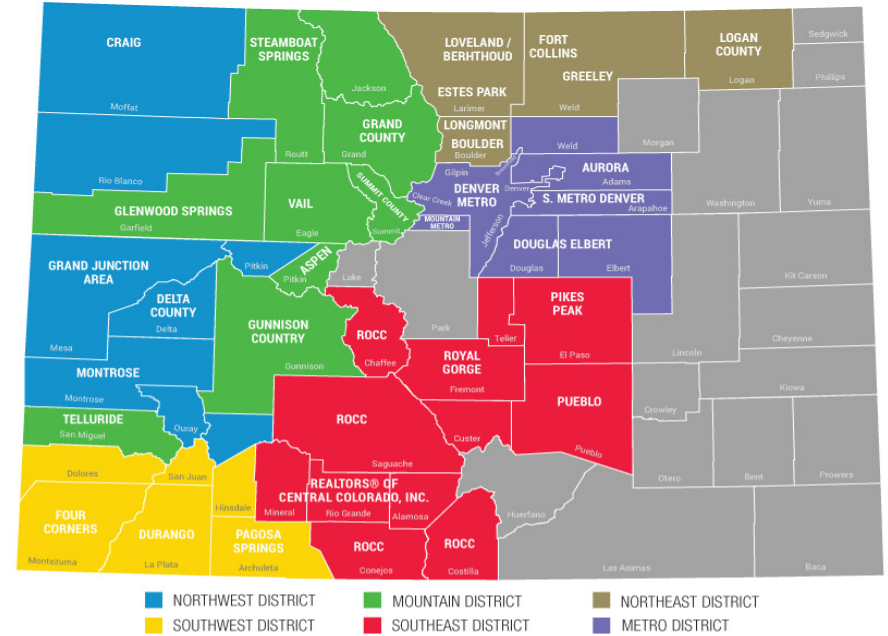 CRAIG
Moffat
STEAMBOAT
SPRINGS
Routt
Jackson
LOVELAND /
BERHTHOUD
ESTES PARK
Larimer
FORT
COLLINS
GREELEY
Weld
LOGAN
COUNTY
Logan
Sedgwick
Phillips
Rio Blanco
GRAND
COUNTY
Grand
LONGMONT
BOULDER
Boulder
Weld
Morgan
Washington
Yuma
GLENWOOD SPRINGS
Garfield
VAIL
Eagle
SUMMIT COUNTY
Summit
Gilpin
Clear Creek
DENVER
METRO
MOUNTAIN
METRO
Jefferson
Denver
AURORA
Adams
S. METRO DENVER
Arapahoe
DOUGLAS ELBERT
Douglas
Elbert
GRAND JUNCTION
AREA
Mesa
DELTA
COUNTY
Delta
Pitkin
ASPEN
Pitkin
Lake
Park
Kit Carson
GUNNISON
COUNTRY
Gunnison
ROCC
Chaffee
Teller
PIKES
PEAK
El Paso
Lincoln
Cheyenne
MONTROSE
Montrose
Ouray
ROYAL
GORGE
Fremont
Kiowa
TELLURIDE
San Miguel
ROCC
Saguache
Custer
PUEBLO
Pueblo
Crowley
Otero
Bent
Prowers
Dolores
San Juan
Hinsdale
REALTORS® OF
CENTRAL COLORADO, INC.
Mineral
Rio Grande
Alamosa
Huerfano
FOUR
CORNERS
Montezuma
DURANGO
La Plata
PAGOSA
SPRINGS
Archuleta
ROCC
Conejos
ROCC
Costilla
Las Animas
Baca
NORTHWEST DISTRICT
MOUNTAIN DISTRICT
NORTHEAST DISTRICT
SOUTHWEST DISTRICT
SOUTHEAST DISTRICT
METRO DISTRICT